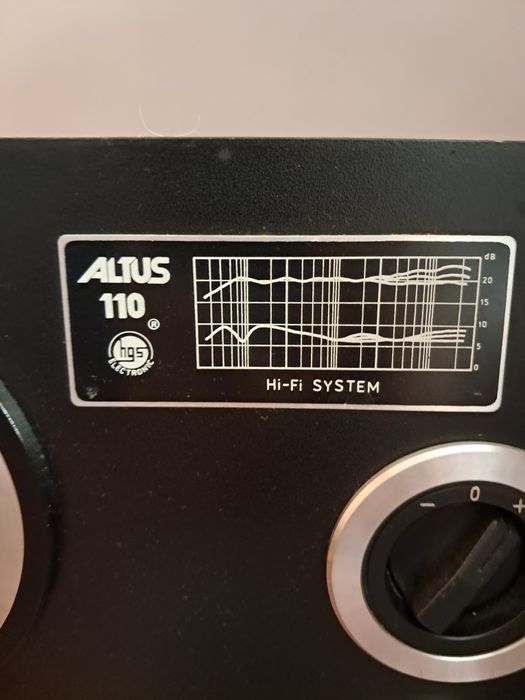 ALTUS
110
®
hgs
ELECTRONIC
dB
20
15
10
5
0
Hi-Fi SYSTEM
− 0 +